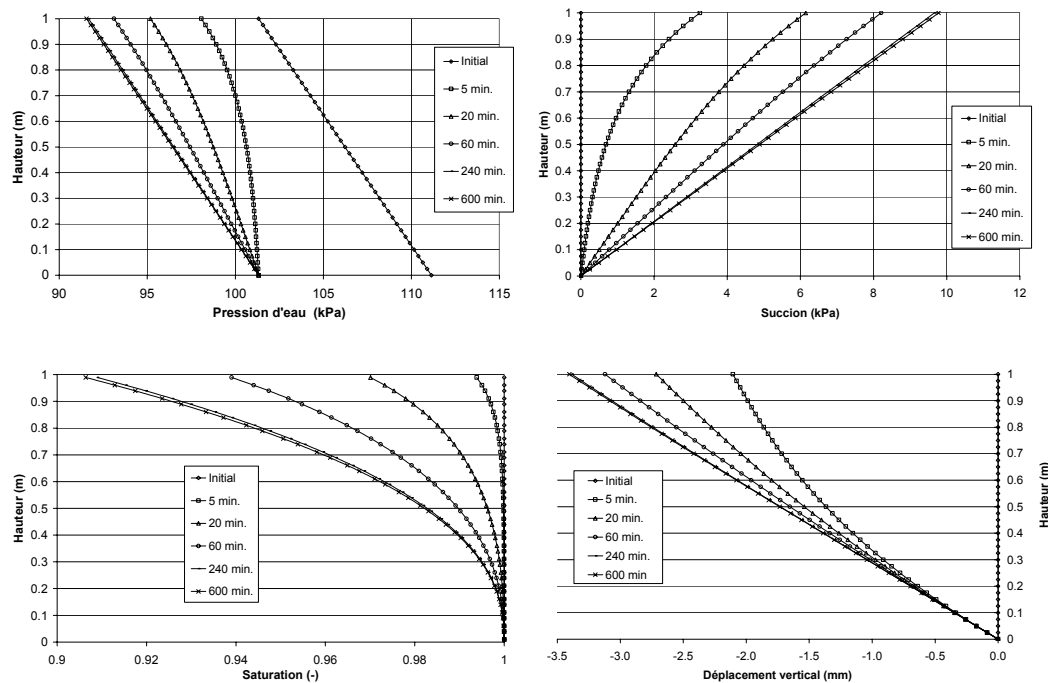 Hauteur (m)
1
0.9
0.8
0.7
0.6
0.5
0.4
0.3
0.2
0.1
0
90 95 100 105 110 115
Pression d'eau (kPa)
Initial
5 min.
20 min.
60 min.
240 min.
600 min.
Hauteur (m)
1
0.9
0.8
0.7
0.6
0.5
0.4
0.3
0.2
0.1
0
0 2 4 6 8 10 12
Succion (kPa)
Initial
5 min.
20 min.
60 min.
240 min.
600 min.
Hauteur (m)
1
0.9
0.8
0.7
0.6
0.5
0.4
0.3
0.2
0.1
0
0.9 0.92 0.94 0.96 0.98 1
Saturation (-)
Initial
5 min.
20 min.
60 min.
240 min.
600 min.
1
0.9
0.8
0.7
0.6
0.5
0.4
0.3
0.2
0.1
0
Hauteur (m)
-3.5 -3.0 -2.5 -2.0 -1.5 -1.0 -0.5 0.0
Déplacement vertical (mm)
Initial
5 min.
20 min.
60 min.
240 min.
600 min